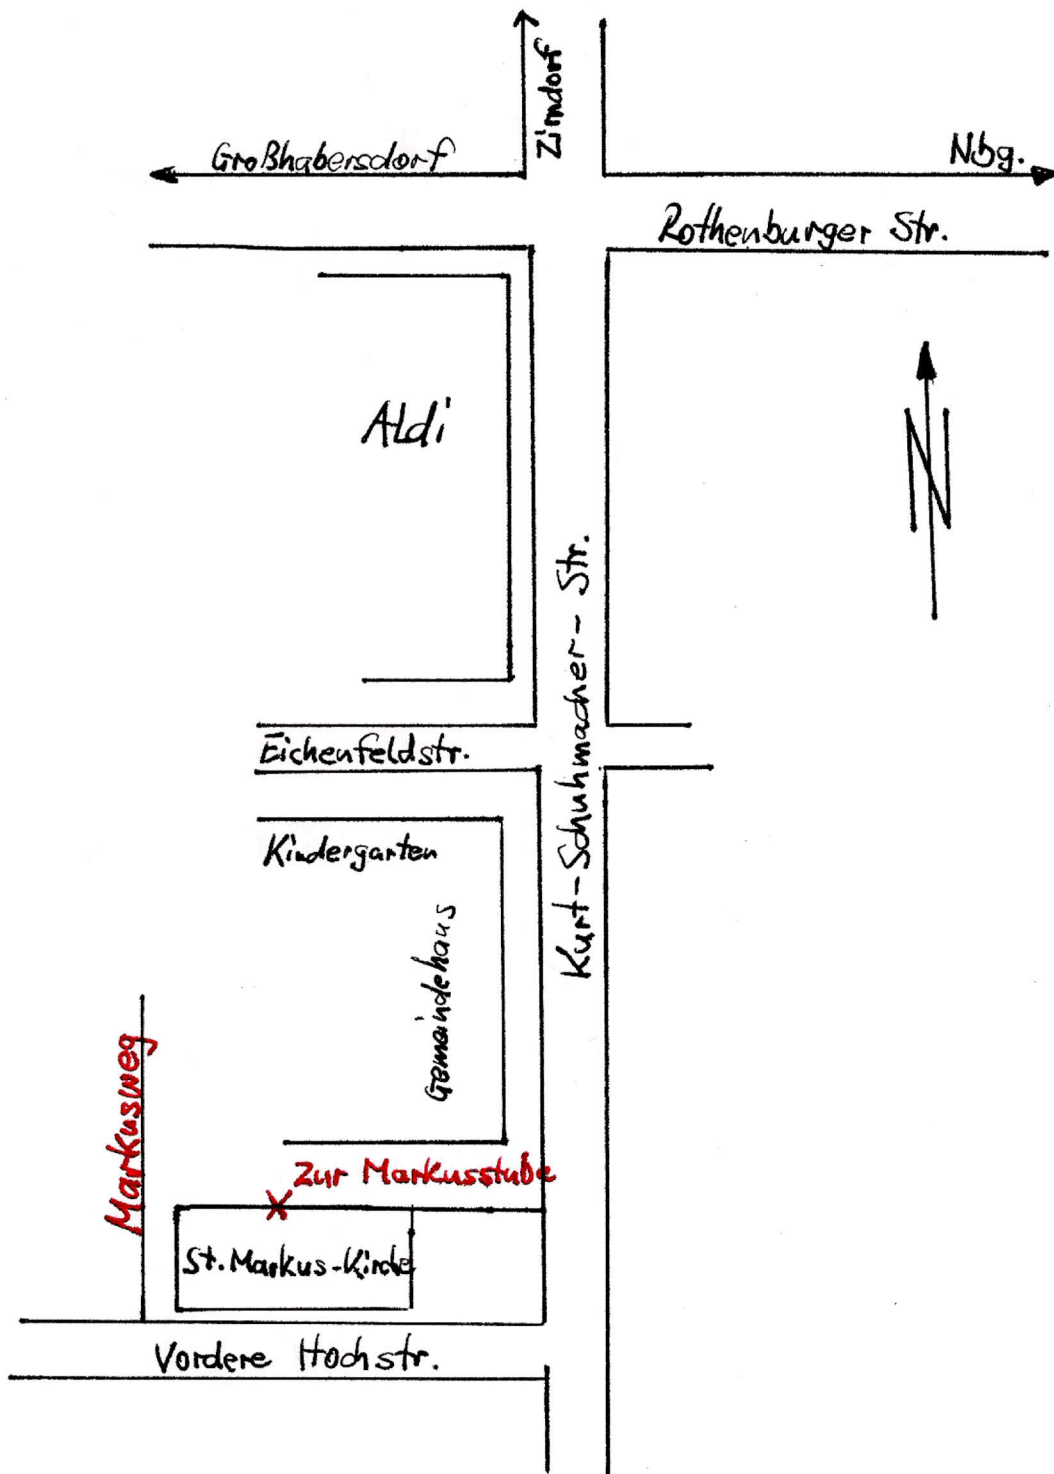 Zirndorf
Großhabersdorf
Nbg.
Rothenburger Str.
Aldi
N
Kurt-Schuhmacher-Str.
Eichenfeldstr.
Kindergarten
Gemeindehaus
Markusweg
Zur Markusstube
St. Markus-Kirche
Vordere Hochstr.